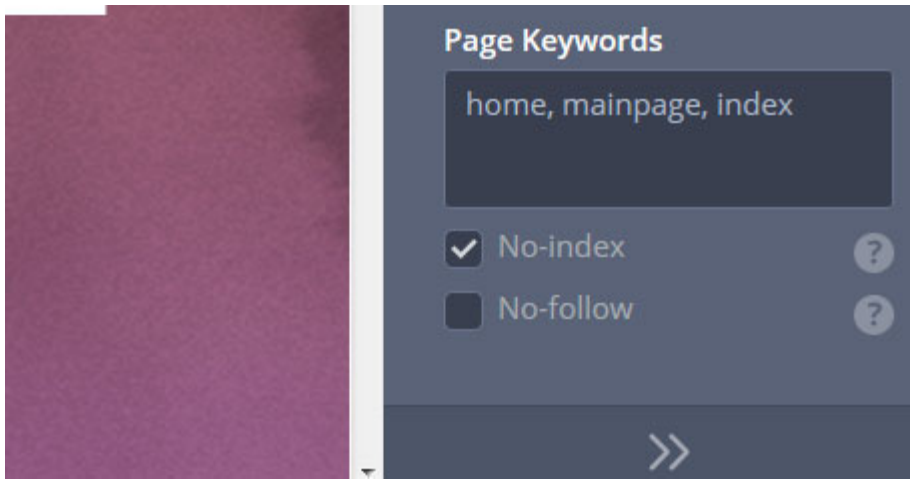 Page Keywords
home, mainpage, index
No-index
?
No-follow
?